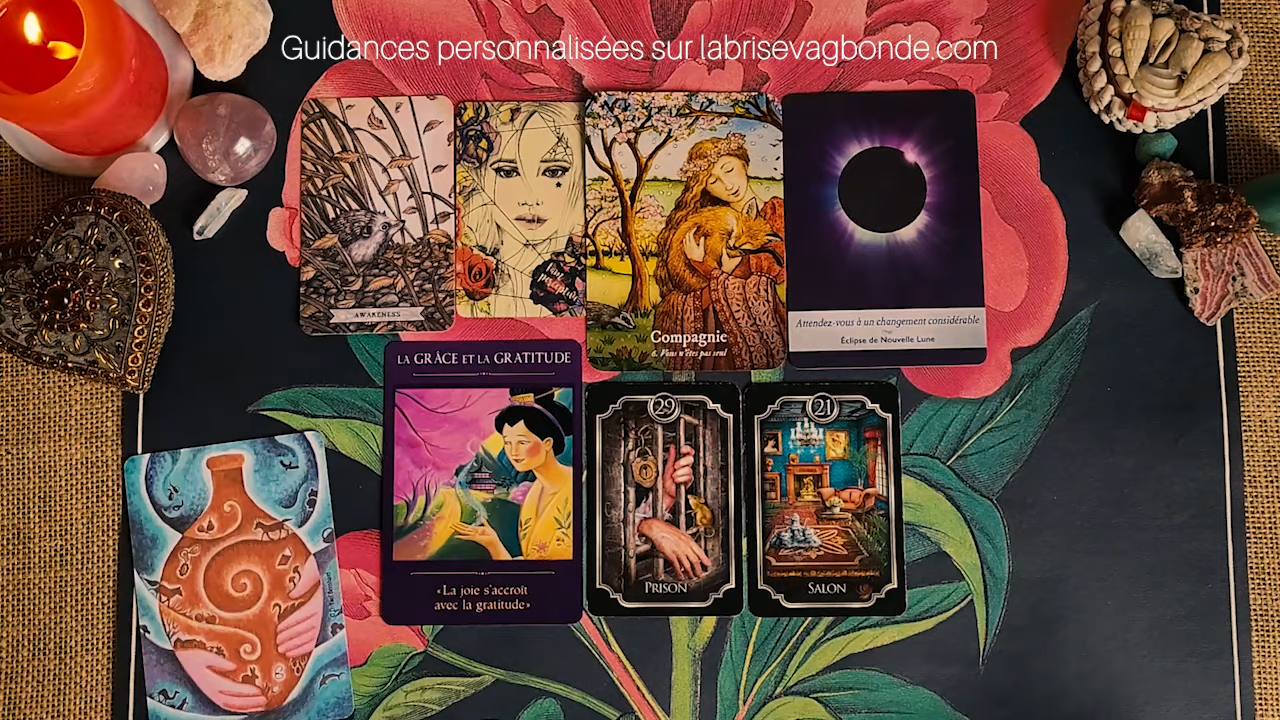 Guidances personnalisées sur labrisevagbonde.com
AWARENESS
Compagnie
6. Vous n'êtes pas seul
Attendez-vous à un changement considérable
Éclipse de Nouvelle Lune
LA GRÂCE ET LA GRATITUDE
«La joie s'accroît
avec la gratitude»
29
PRISON
21
SALON